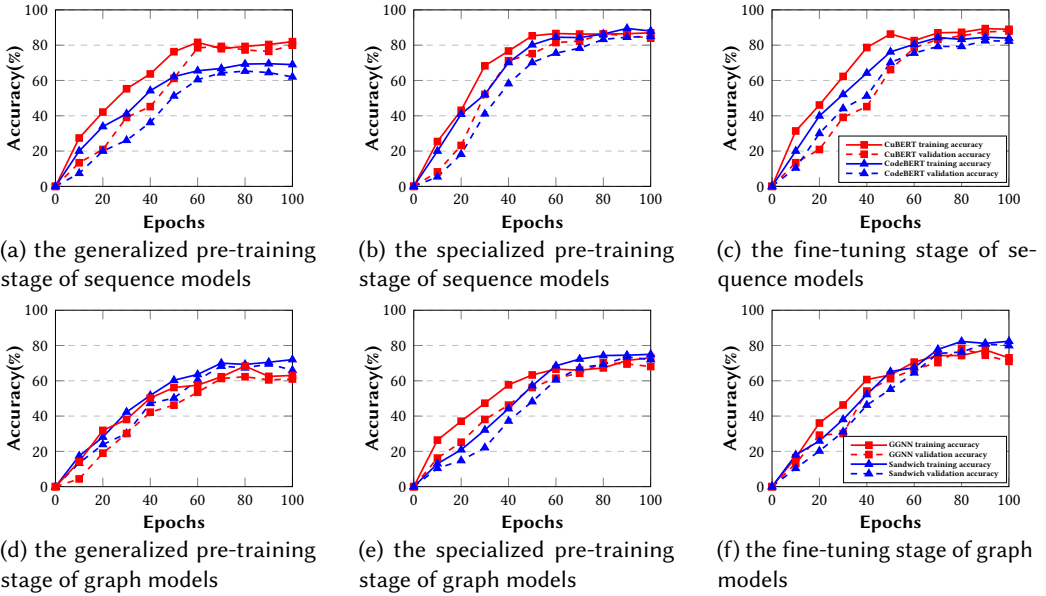 100
80
60
40
20
0
Accuracy(%)
0 20 40 60 80 100
Epochs
(a) the generalized pre-training
stage of sequence models
100
80
60
40
20
0
Accuracy(%)
0 20 40 60 80 100
Epochs
(b) the specialized pre-training
stage of sequence models
100
80
60
40
20
0
Accuracy(%)
CuBERT training accuracy
CuBERT validation accuracy
CodeBERT training accuracy
CodeBERT validation accuracy
0 20 40 60 80 100
Epochs
(c) the fine-tuning stage of se-
quence models
100
80
60
40
20
0
Accuracy(%)
0 20 40 60 80 100
Epochs
(d) the generalized pre-training
stage of graph models
100
80
60
40
20
0
Accuracy(%)
0 20 40 60 80 100
Epochs
(e) the specialized pre-training
stage of graph models
100
80
60
40
20
0
Accuracy(%)
GGNN training accuracy
GGNN validation accuracy
Sandwich training accuracy
Sandwich validation accuracy
0 20 40 60 80 100
Epochs
(f) the fine-tuning stage of graph
models